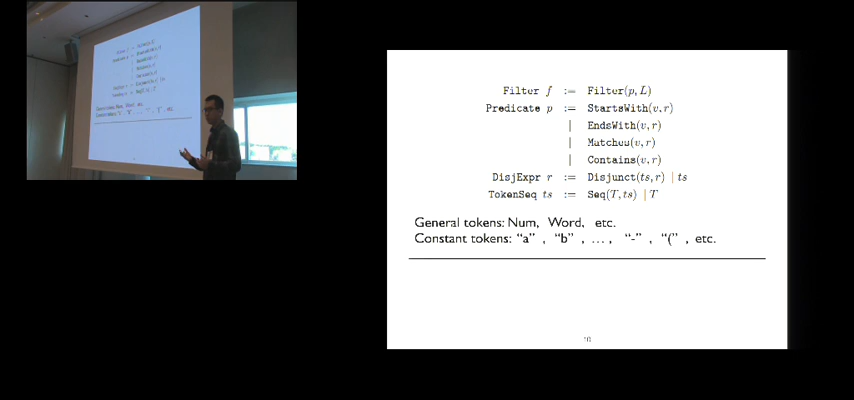 Filter f := Filter(p, L)
Predicate p := StartsWith(v, r)
| EndsWith(v, r)
| Matches(v, r)
| Contains(v, r)
DisjExpr r := Disjunct(ts, r) | ts
TokenSeq ts := Seq(T, ts) | T
General tokens: Num, Word, etc.
Constant tokens: “a” , “b” , ... , “-” , “(” , etc.